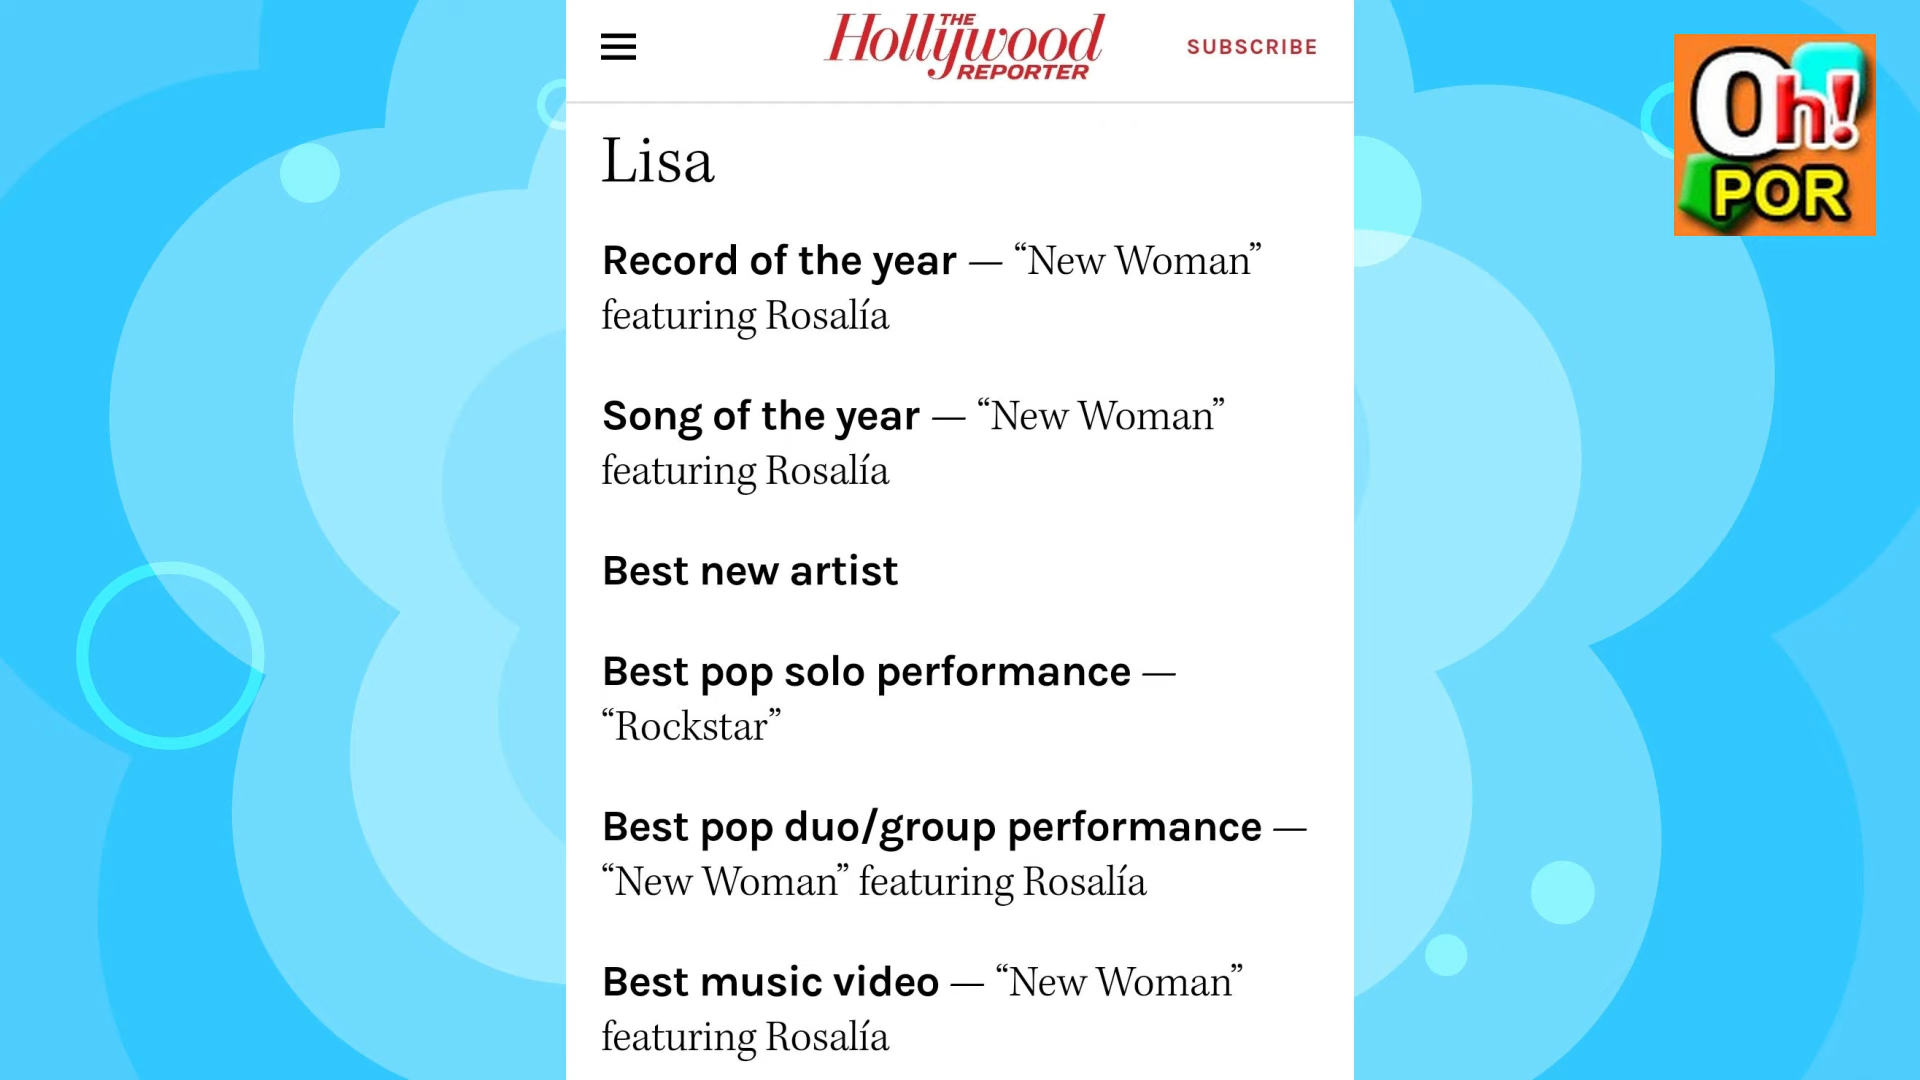 THE
Hollywood
REPORTER
SUBSCRIBE
Oh!
POR
Lisa
Record of the year — “New Woman”
featuring Rosalía
Song of the year — “New Woman”
featuring Rosalía
Best new artist
Best pop solo performance —
“Rockstar”
Best pop duo/group performance —
“New Woman” featuring Rosalía
Best music video — “New Woman”
featuring Rosalía